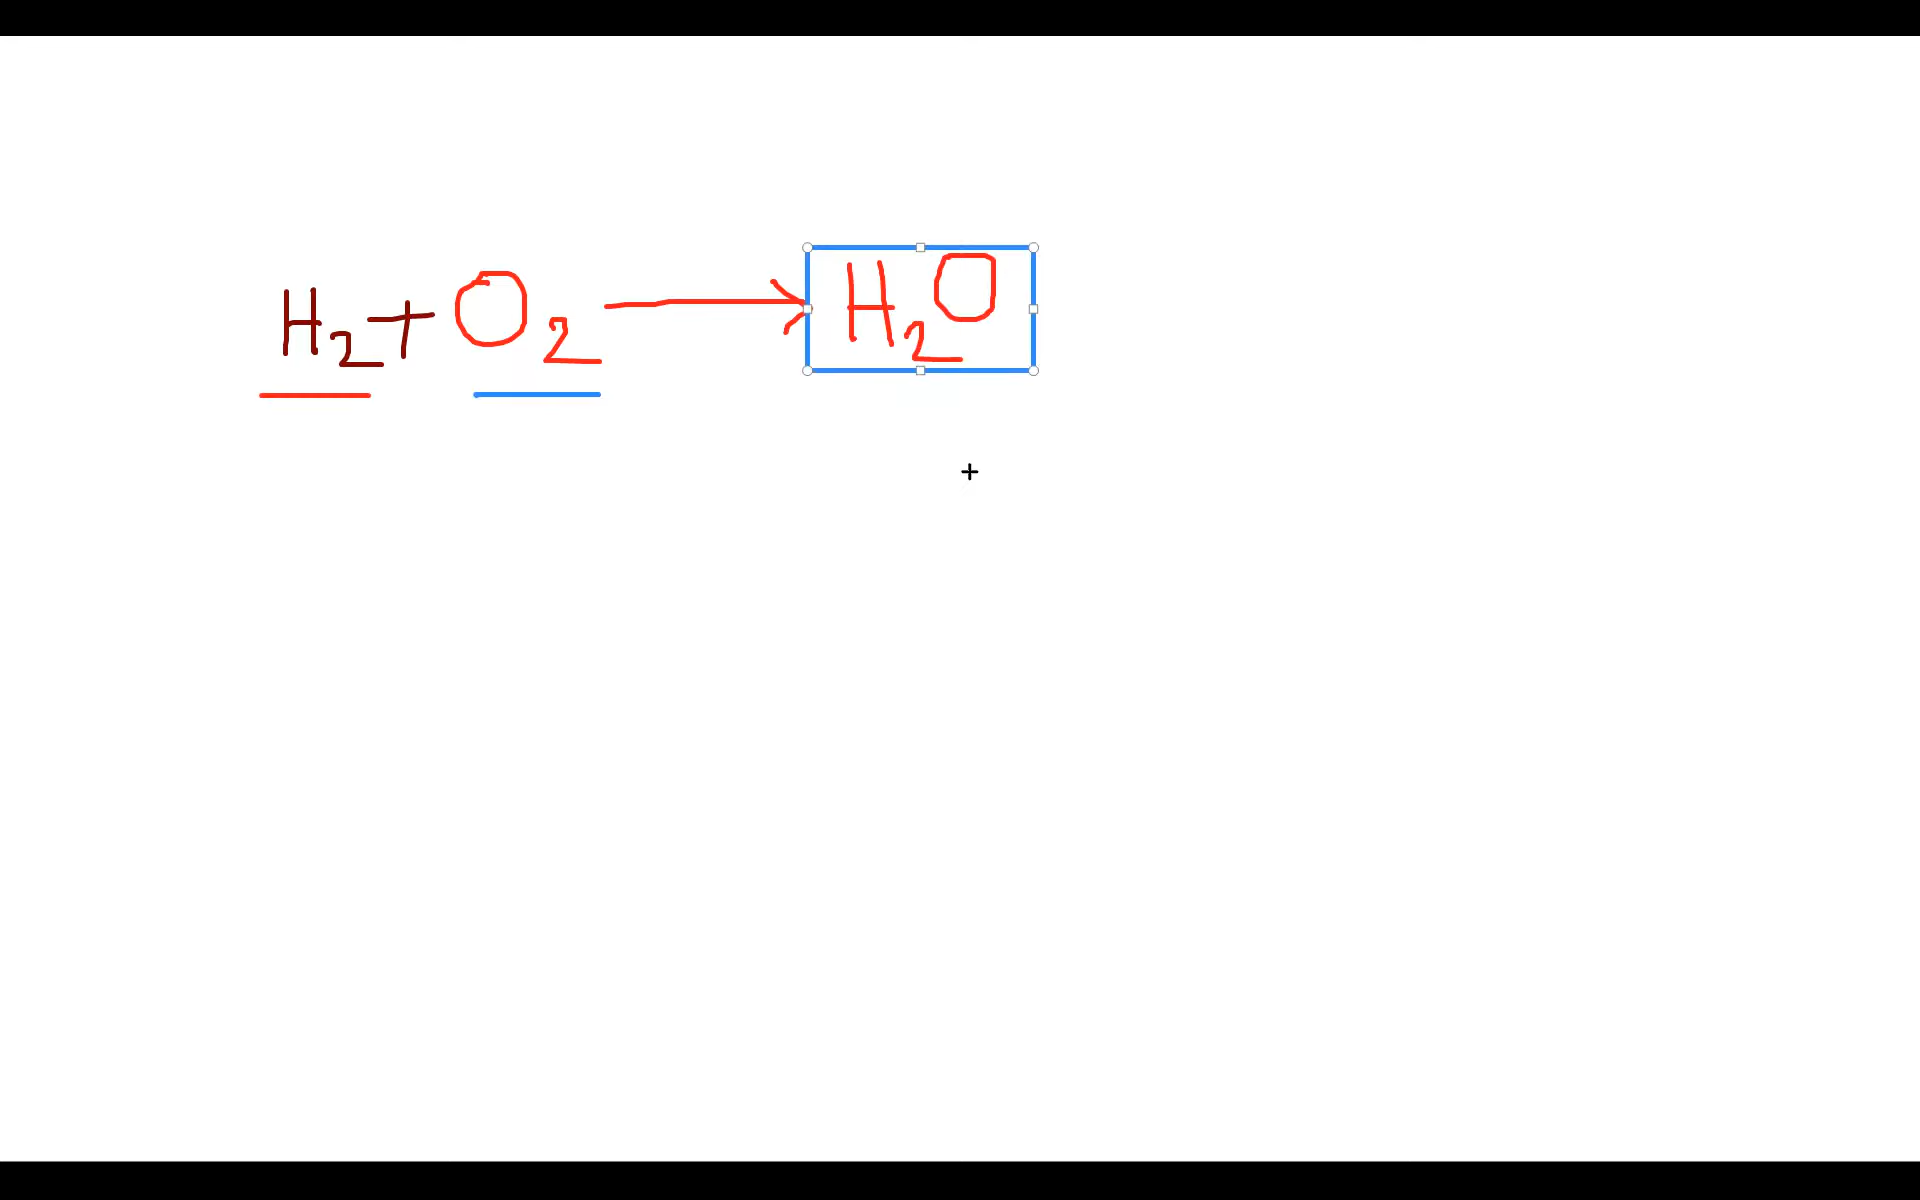 H₂ + O₂ → H₂O